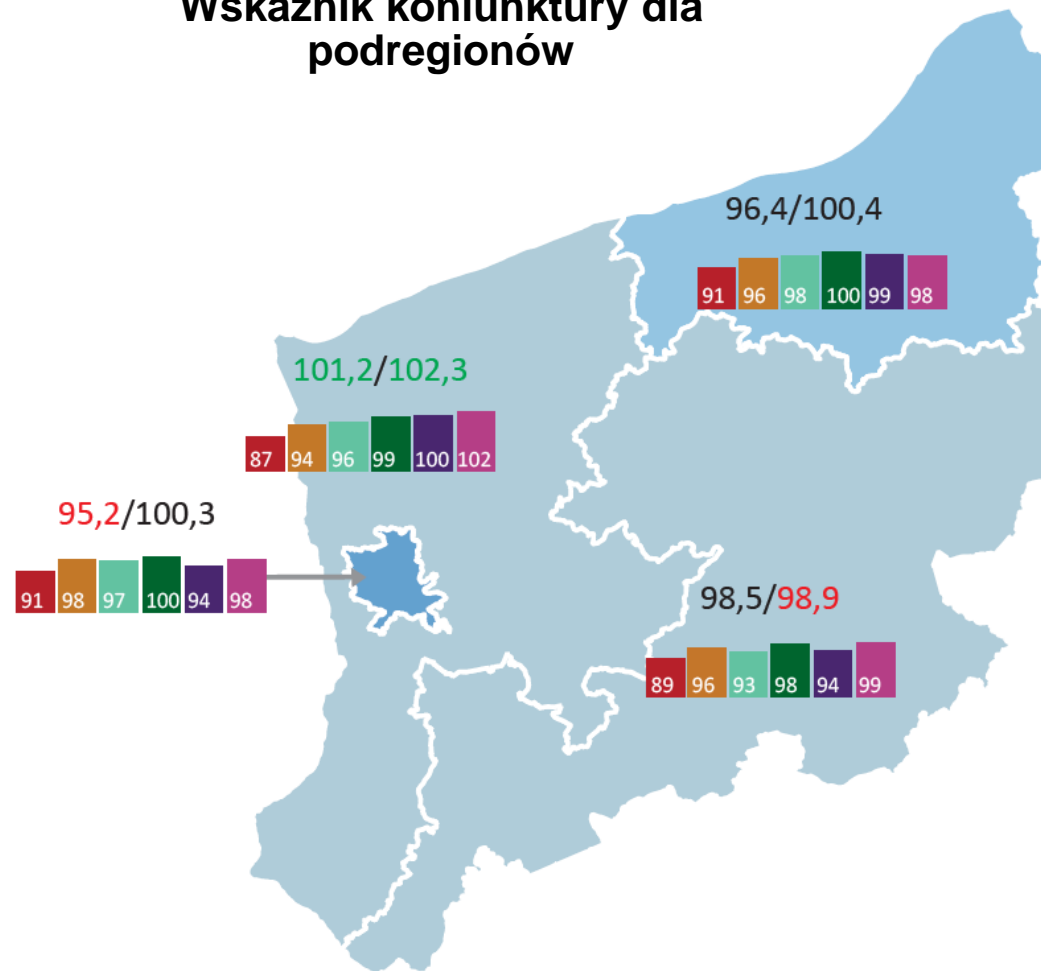 Wskaźnik koniunktury dla
podregionów
96,4/100,4
91 96 98 100 99 98
101,2/102,3
87 94 96 99 100 102
95,2/100,3
91 98 97 100 94 98
98,5/98,9
89 96 93 98 94 99